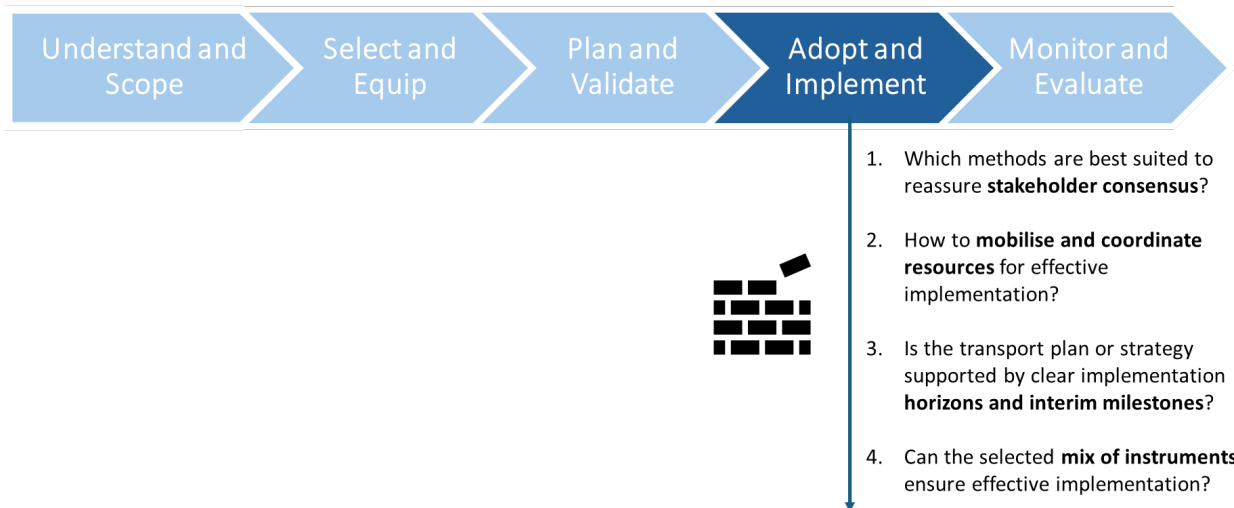 Understand and
Scope
Select and
Equip
Plan and
Validate
Adopt and
Implement
Monitor and
Evaluate
1. Which methods are best suited to
reassure stakeholder consensus?
2. How to mobilise and coordinate
resources for effective
implementation?
3. Is the transport plan or strategy
supported by clear implementation
horizons and interim milestones?
4. Can the selected mix of instruments
ensure effective implementation?